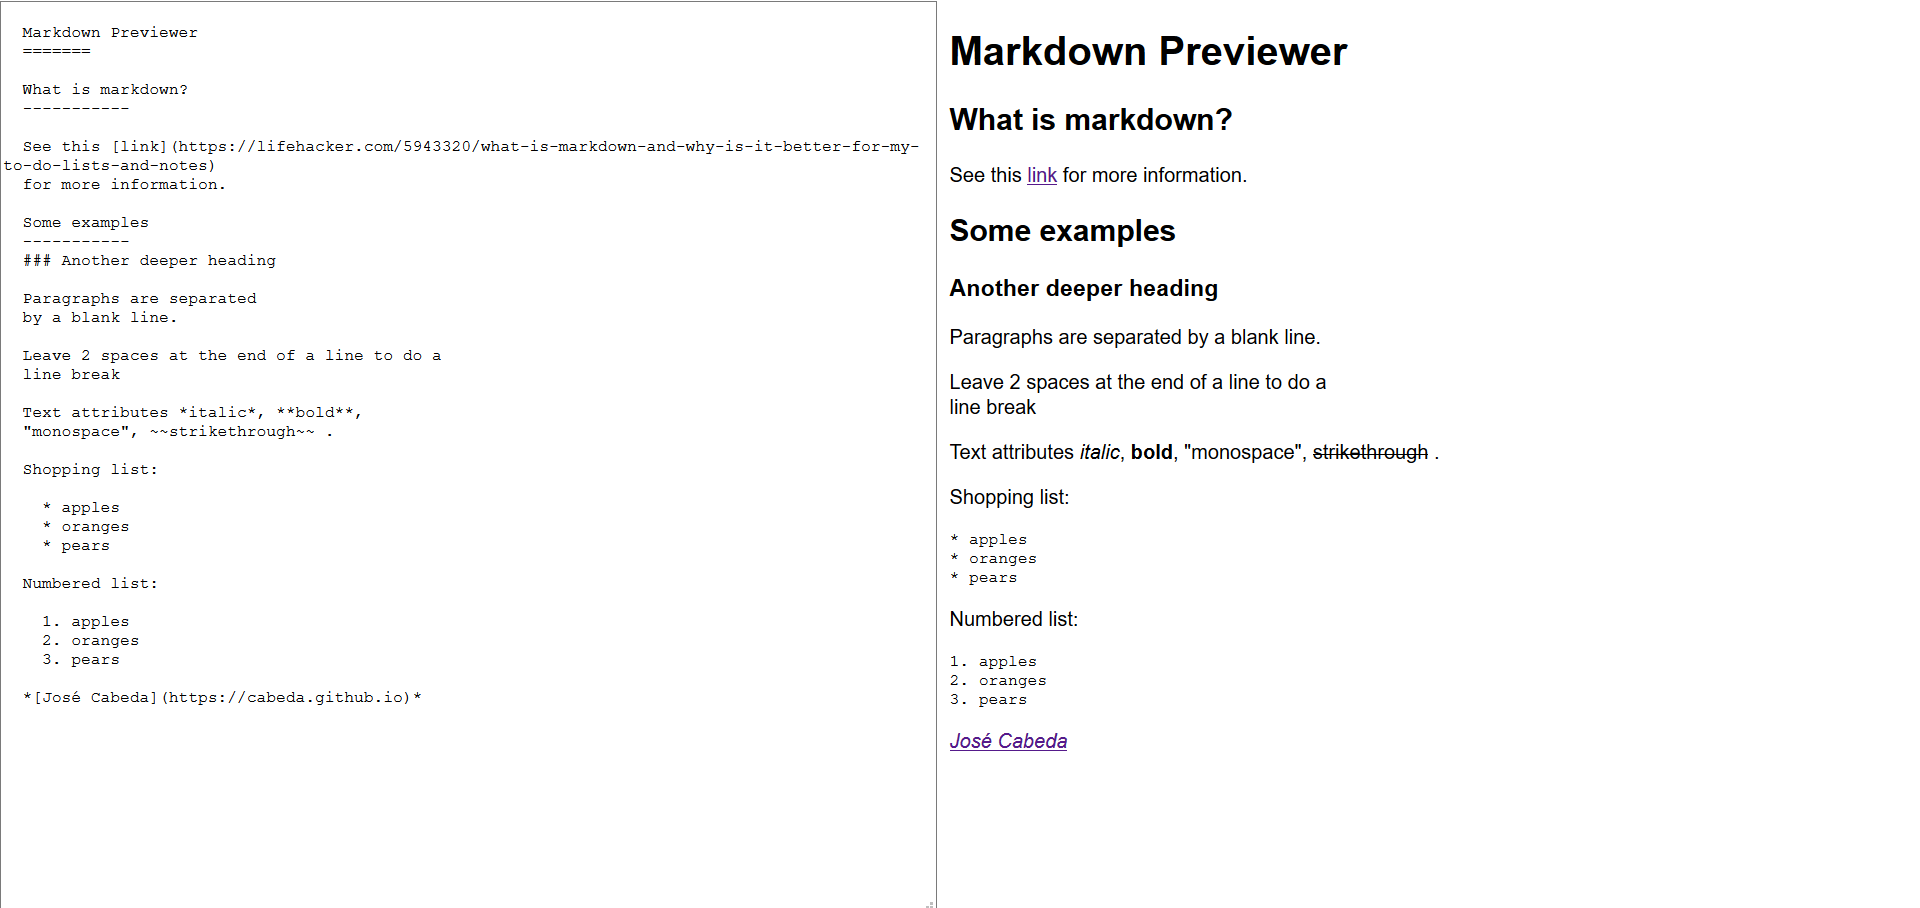 Markdown Previewer
=======
What is markdown?
-----------
See this [link](https://lifehacker.com/5943320/what-is-markdown-and-why-is-it-better-for-my-
to-do-lists-and-notes)
for more information.
Some examples
-----------
### Another deeper heading
Paragraphs are separated
by a blank line.
Leave 2 spaces at the end of a line to do a
line break
Text attributes *italic*, **bold**,
"monospace", ~~strikethrough~~ .
Shopping list:
* apples
* oranges
* pears
Numbered list:
1. apples
2. oranges
3. pears
*[José Cabeda](https://cabeda.github.io)*
Markdown Previewer
What is markdown?
See this link for more information.
Some examples
Another deeper heading
Paragraphs are separated by a blank line.
Leave 2 spaces at the end of a line to do a
line break
Text attributes italic, bold, "monospace", strikethrough .
Shopping list:
* apples
* oranges
* pears
Numbered list:
1. apples
2. oranges
3. pears
José Cabeda